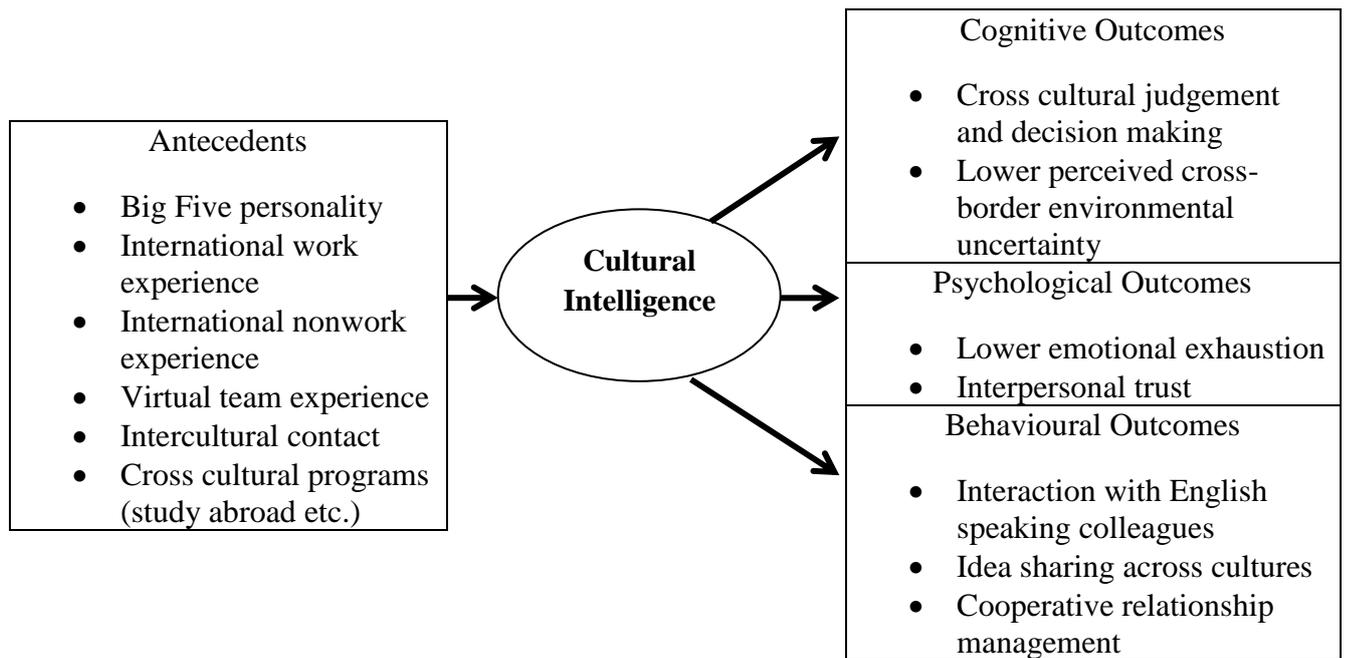 Antecedents
• Big Five personality
• International work
experience
• International nonwork
experience
• Virtual team experience
• Intercultural contact
• Cross cultural programs
(study abroad etc.)
Cultural
Intelligence
Cognitive Outcomes
• Cross cultural judgement
and decision making
• Lower perceived cross-
border environmental
uncertainty
Psychological Outcomes
• Lower emotional exhaustion
• Interpersonal trust
Behavioural Outcomes
• Interaction with English
speaking colleagues
• Idea sharing across cultures
• Cooperative relationship
management